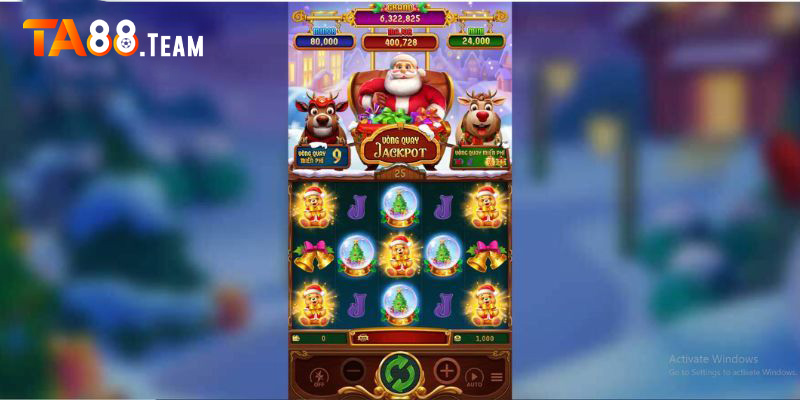 TA88.TEAM
GRAND
6,322,825
MINOR
MAJOR
MINI
80,000
400,728
24,000
VÒNG QUAY
JACKPOT
VÒNG QUAY
MIỄN PHÍ
9
VÒNG QUAY MIỄN PHÍ
25
J
J
J
J
0
1,000
OFF
AUTO
Activate Windows
Go to Settings to activate Windows.